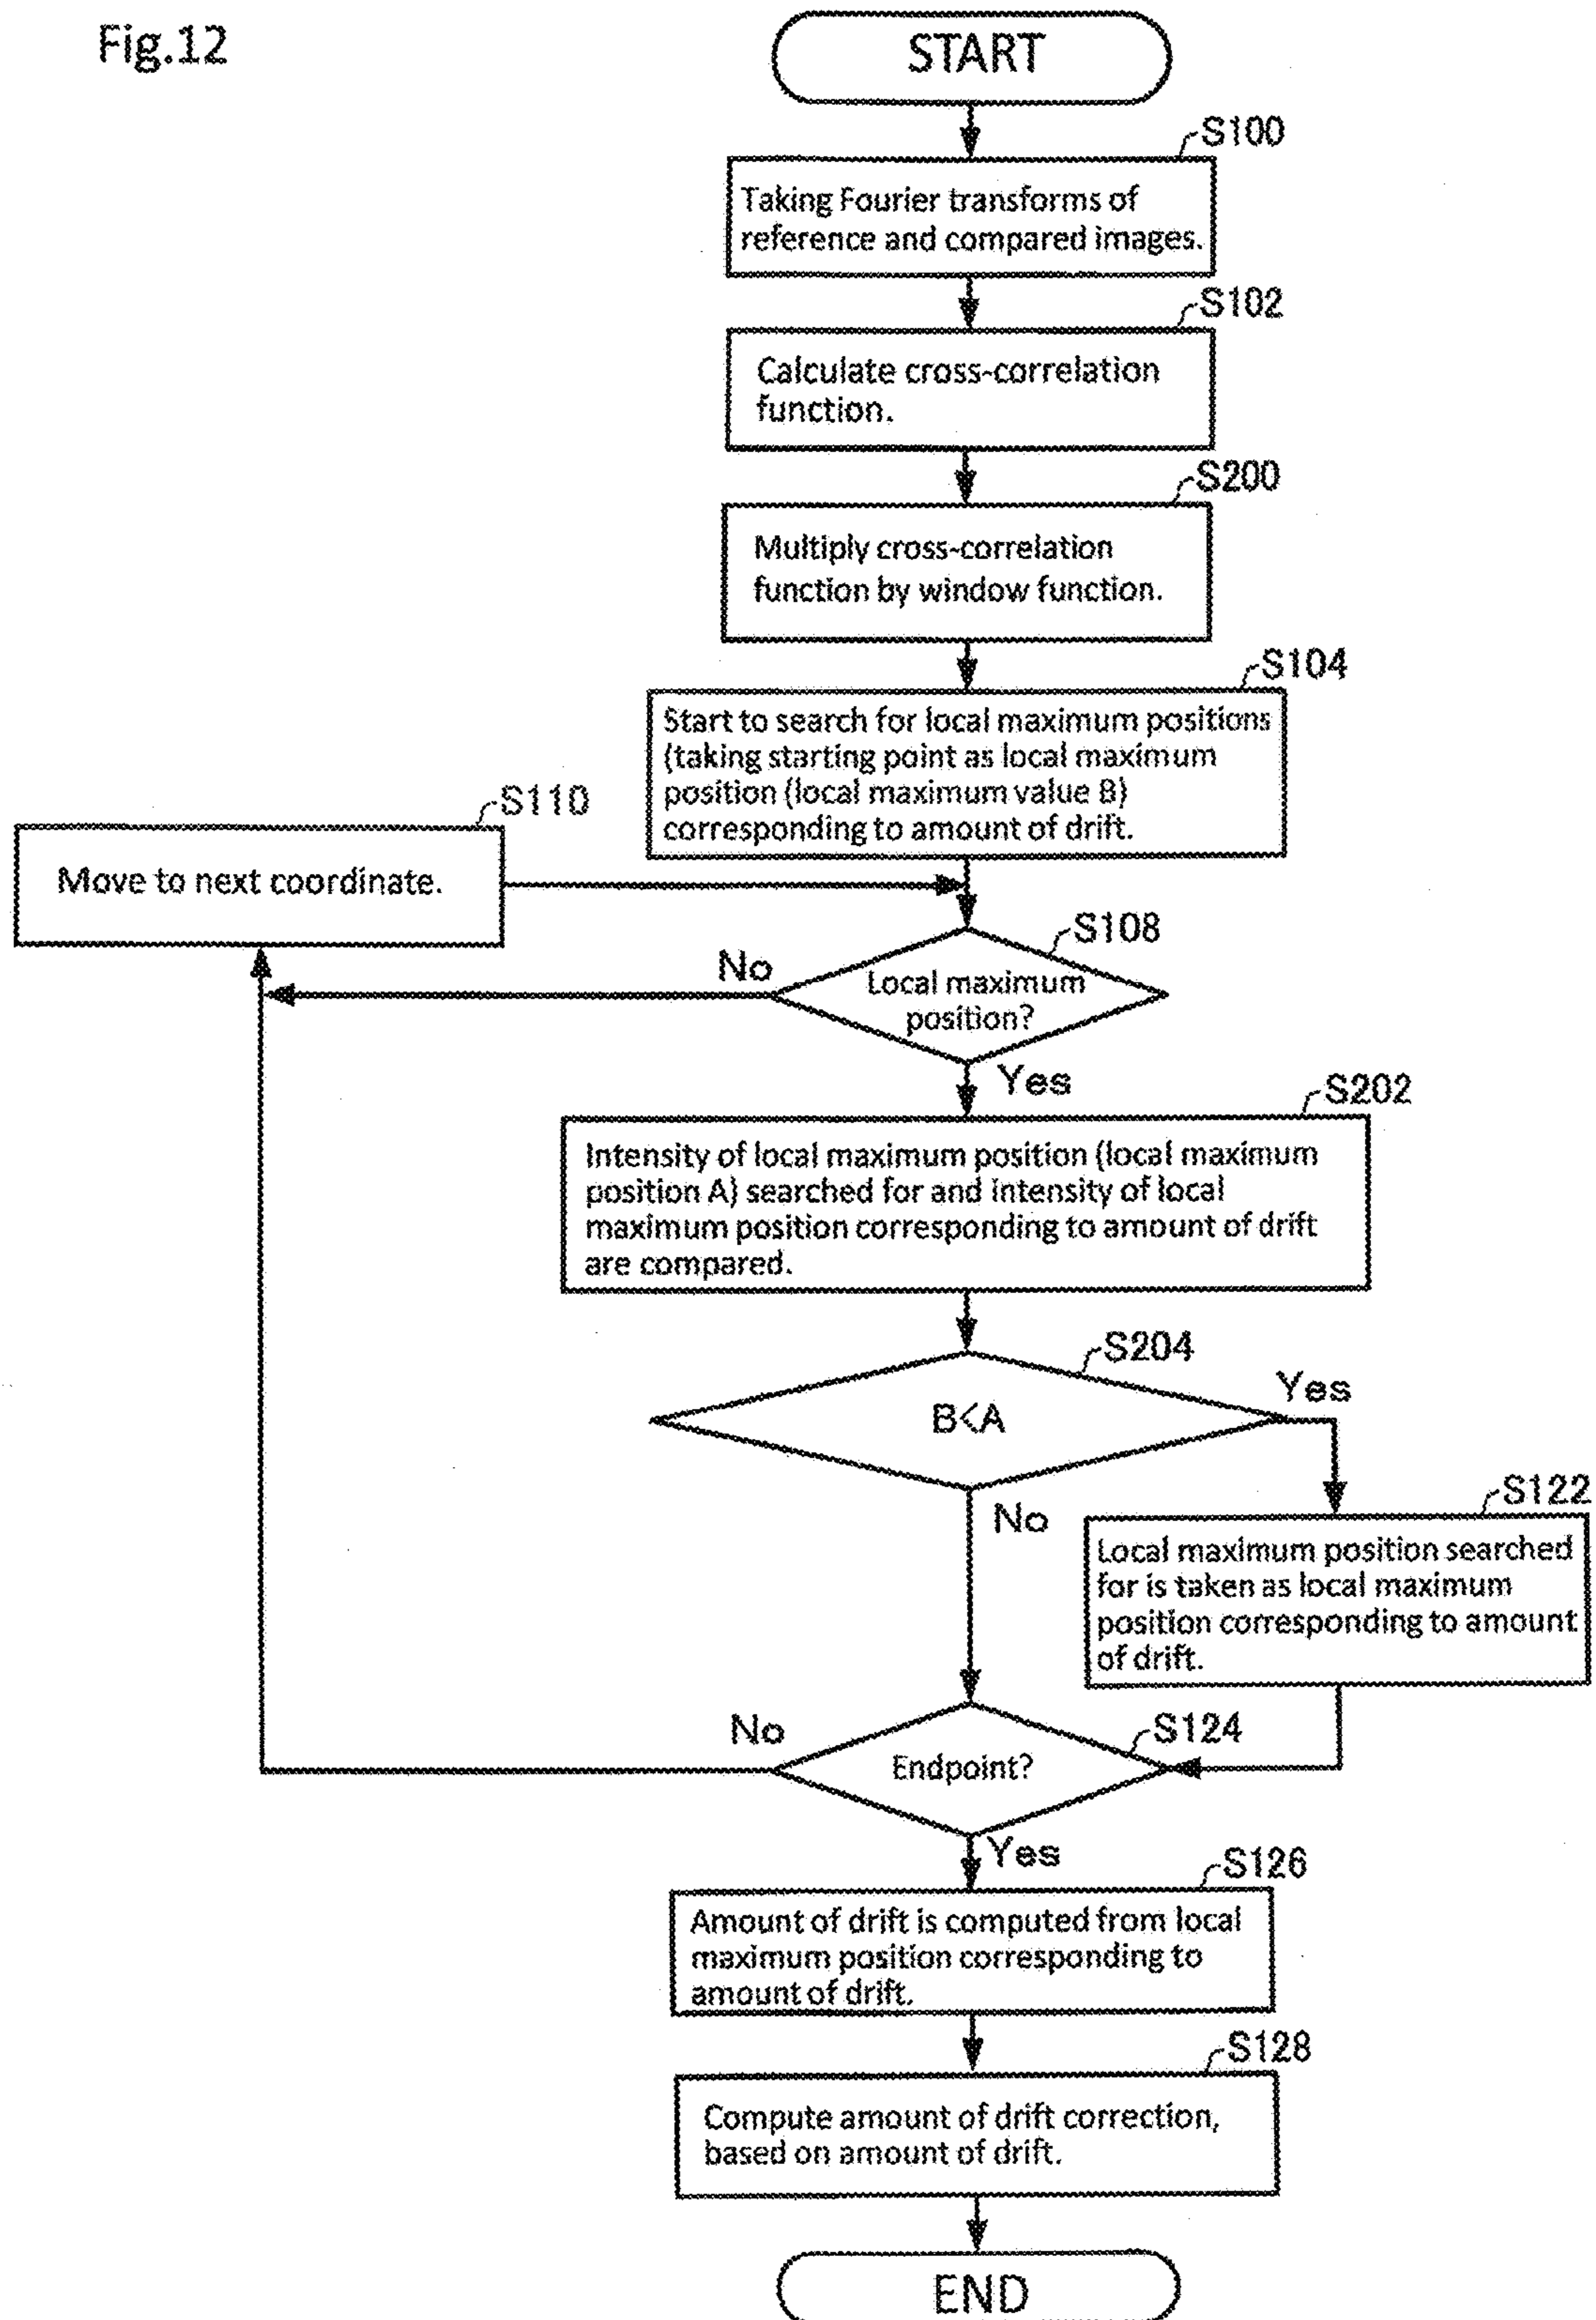 Fig.12
START
S100
Taking Fourier transforms of
reference and compared images.
S102
Calculate cross-correlation
function.
S200
Multiply cross-correlation
function by window function.
S104
Start to search for local maximum positions
(taking starting point as local maximum
position (local maximum value B)
corresponding to amount of drift.
S110
Move to next coordinate.
S108
No
Local maximum
position?
Yes
S202
Intensity of local maximum position (local maximum
position A) searched for and intensity of local
maximum position corresponding to amount of drift
are compared.
S204
Yes
B<A
No
S122
Local maximum position searched
for is taken as local maximum
position corresponding to amount
of drift.
No
S124
Endpoint?
Yes
S126
Amount of drift is computed from local
maximum position corresponding to
amount of drift.
S128
Compute amount of drift correction,
based on amount of drift.
END